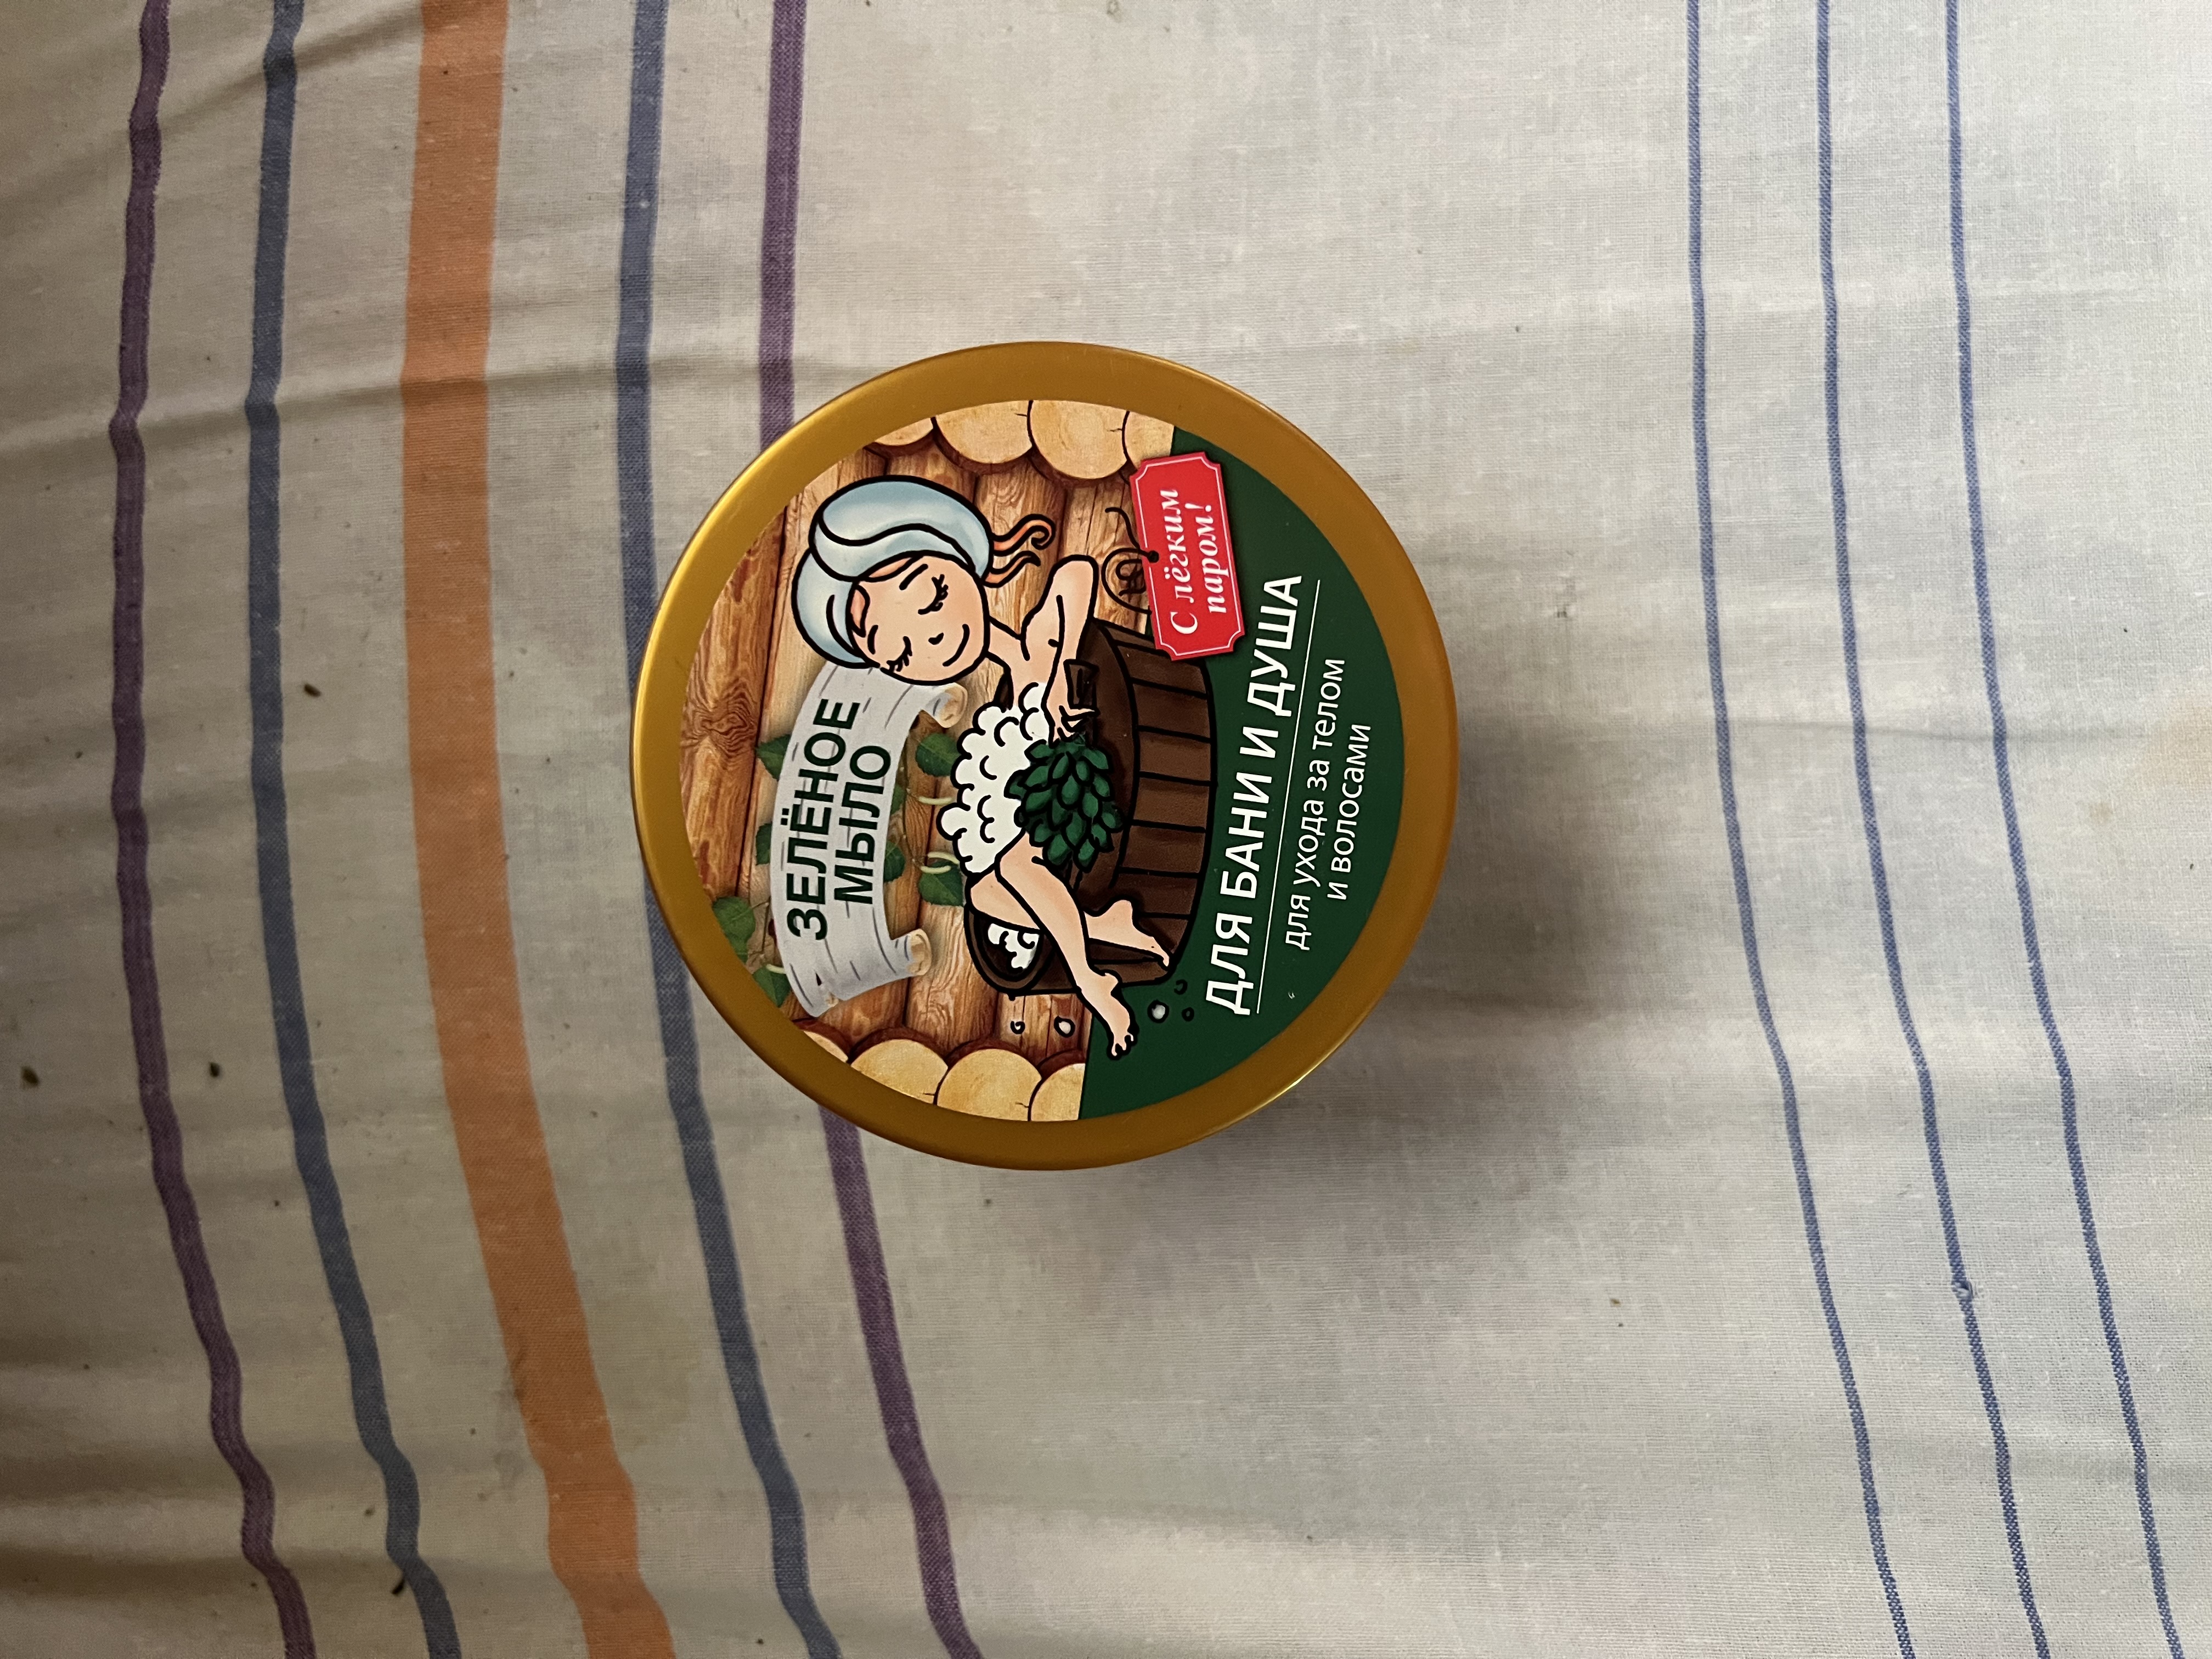 ЗЕЛЁНОЕ
МЫЛО
С лёгким
паром!
ДЛЯ БАНИ И ДУША
для ухода за телом
и волосами